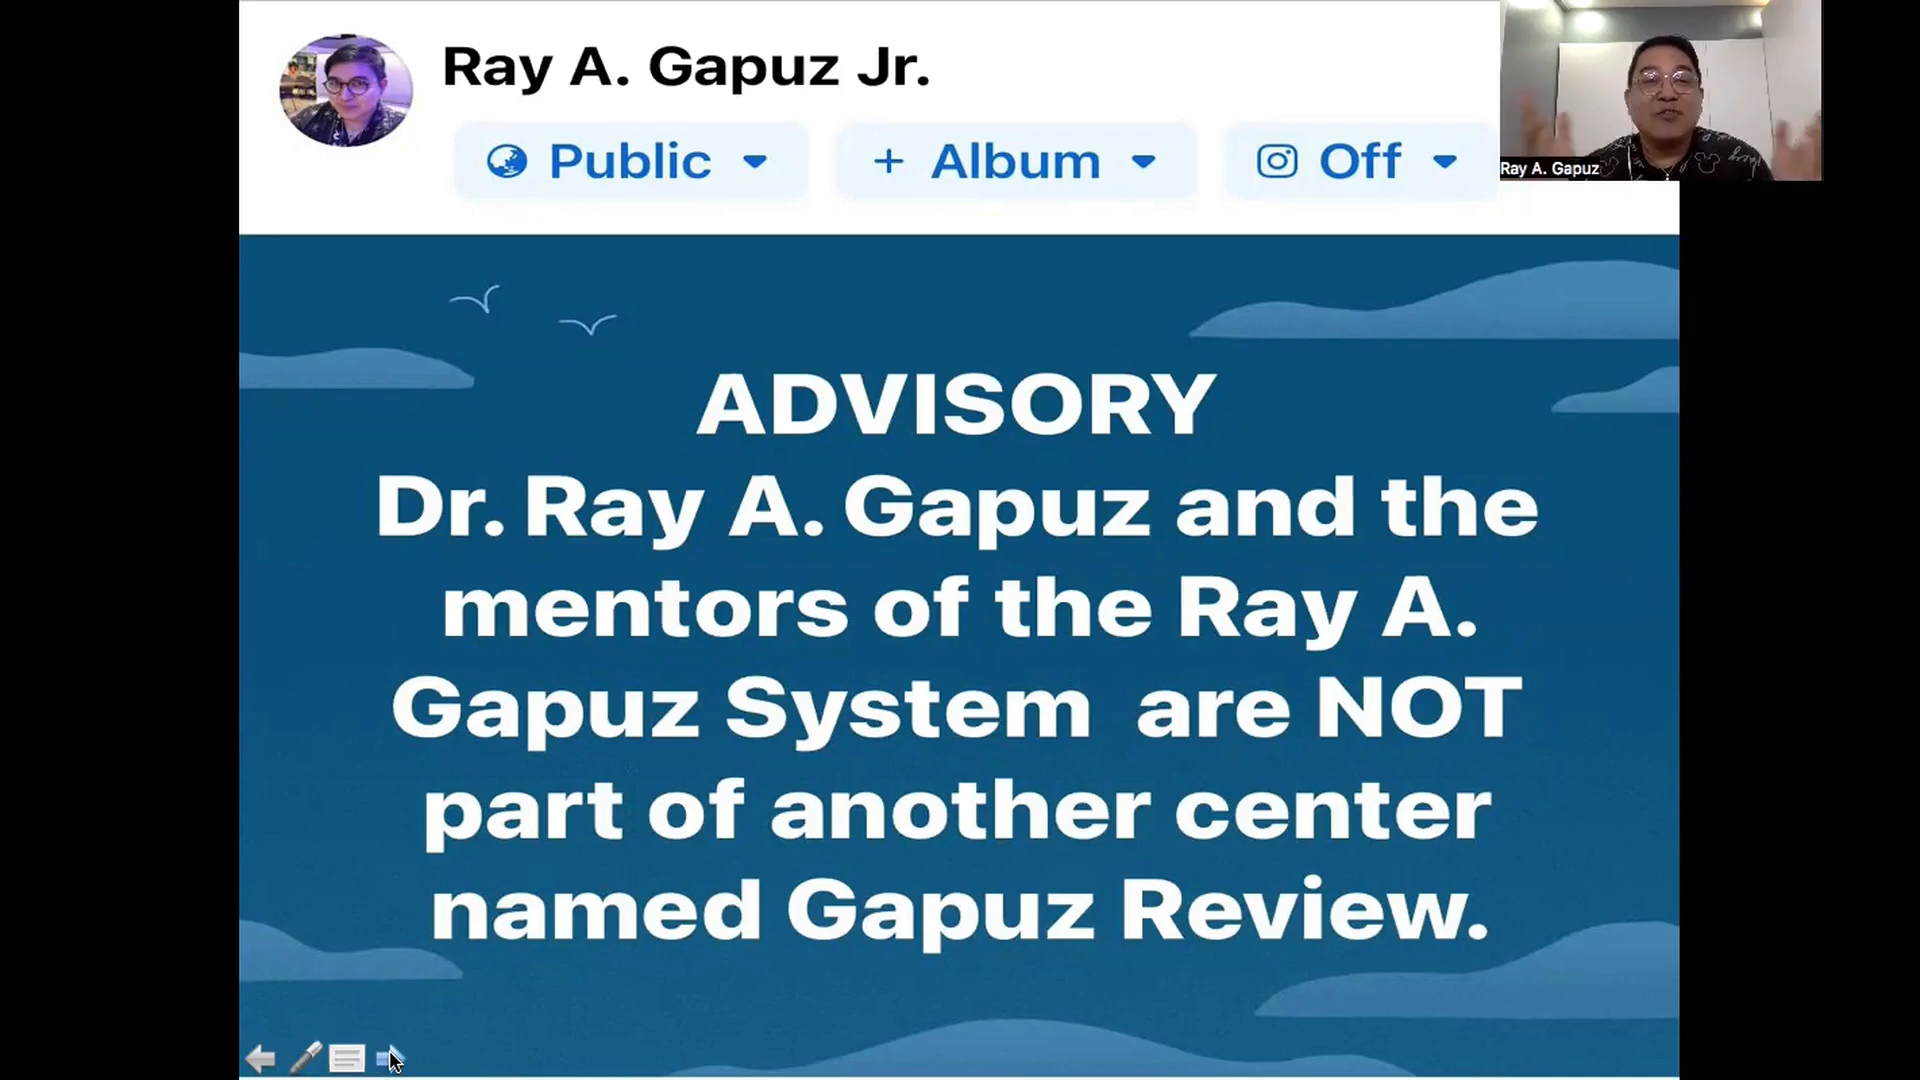 Ray A. Gapuz Jr.
Public
+ Album
Off
Ray A. Gapuz
ADVISORY
Dr. Ray A. Gapuz and the
mentors of the Ray A.
Gapuz System are NOT
part of another center
named Gapuz Review.